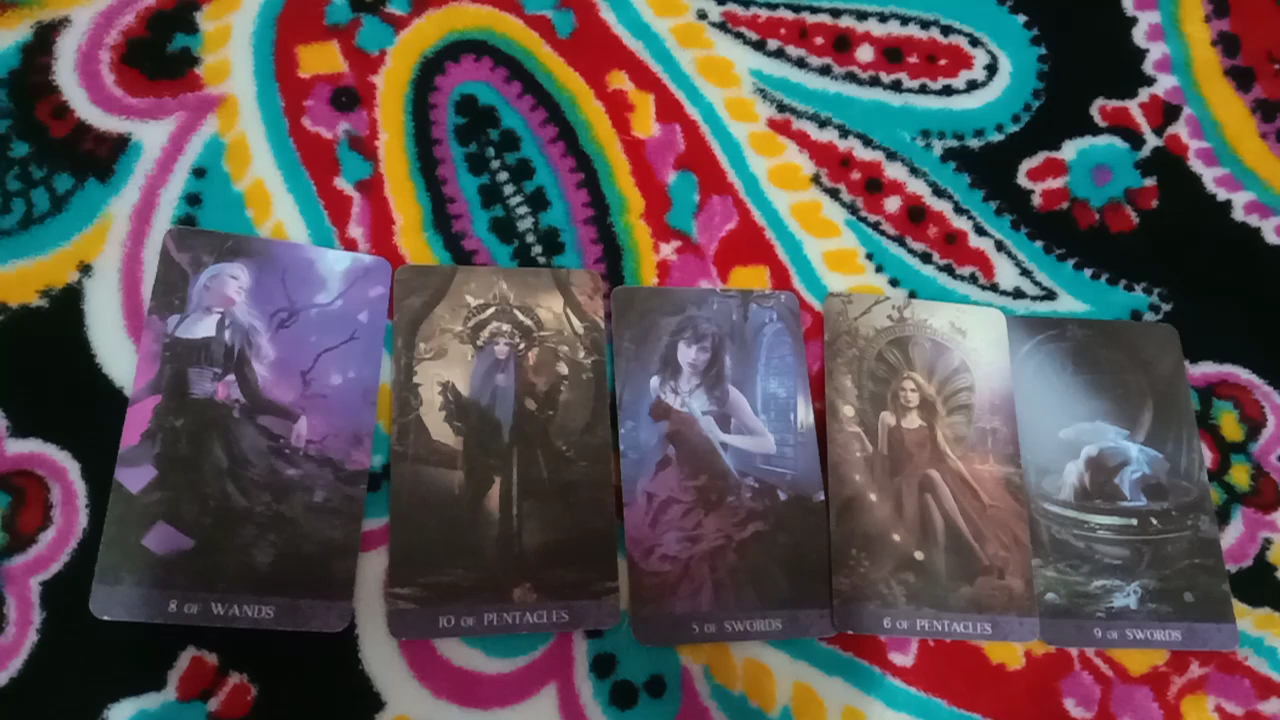 8 OF WANDS
10 OF PENTACLES
5 OF SWORDS
6 OF PENTACLES
9 OF SWORDS